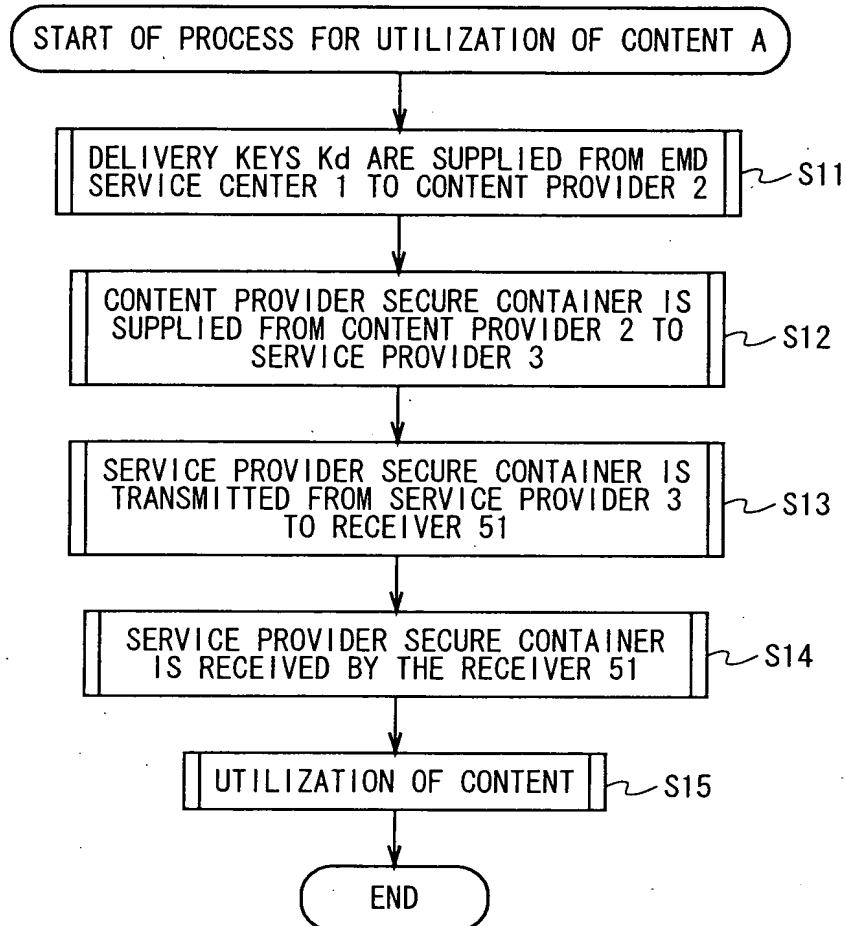 START OF PROCESS FOR UTILIZATION OF CONTENT A
DELIVERY KEYS Kd ARE SUPPLIED FROM EMD
SERVICE CENTER 1 TO CONTENT PROVIDER 2
S11
CONTENT PROVIDER SECURE CONTAINER IS
SUPPLIED FROM CONTENT PROVIDER 2 TO
SERVICE PROVIDER 3
S12
SERVICE PROVIDER SECURE CONTAINER IS
TRANSMITTED FROM SERVICE PROVIDER 3
TO RECEIVER 51
S13
SERVICE PROVIDER SECURE CONTAINER
IS RECEIVED BY THE RECEIVER 51
S14
UTILIZATION OF CONTENT
S15
END